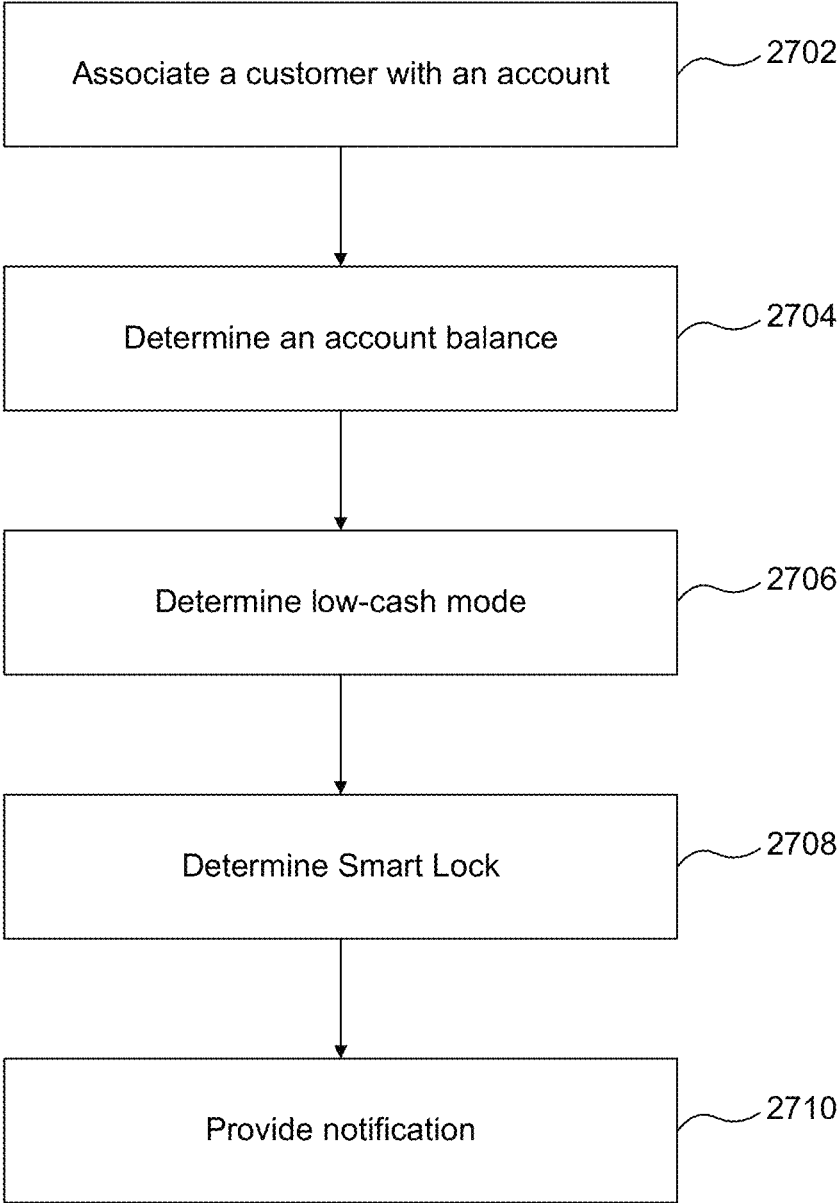 Associate a customer with an account
2702
Determine an account balance
2704
Determine low-cash mode
2706
Determine Smart Lock
2708
Provide notification
2710